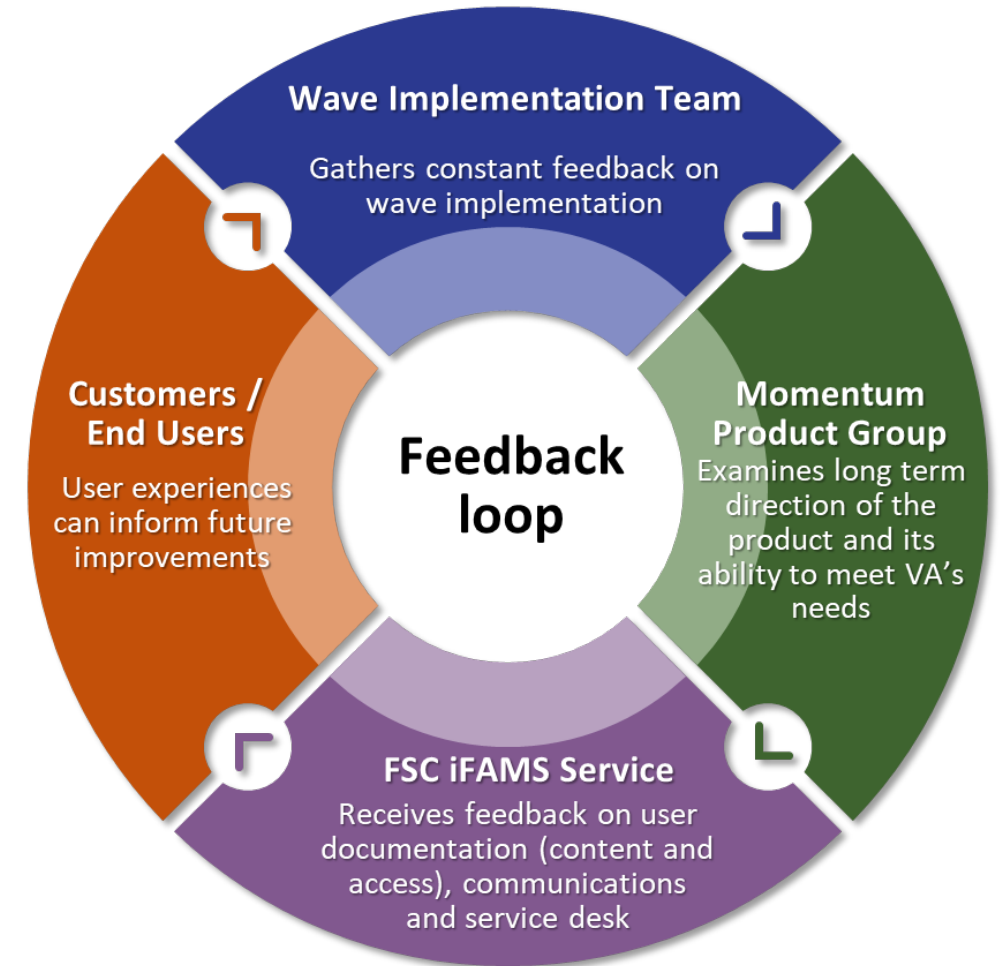 Wave Implementation Team
Gathers constant feedback on
wave implementation
Customers /
End Users
User experiences
can inform future
improvements
Feedback
loop
Momentum
Product Group
Examines long term
direction of the
product and its
ability to meet VA’s
needs
FSC iFAMS Service
Receives feedback on user
documentation (content and
access), communications
and service desk